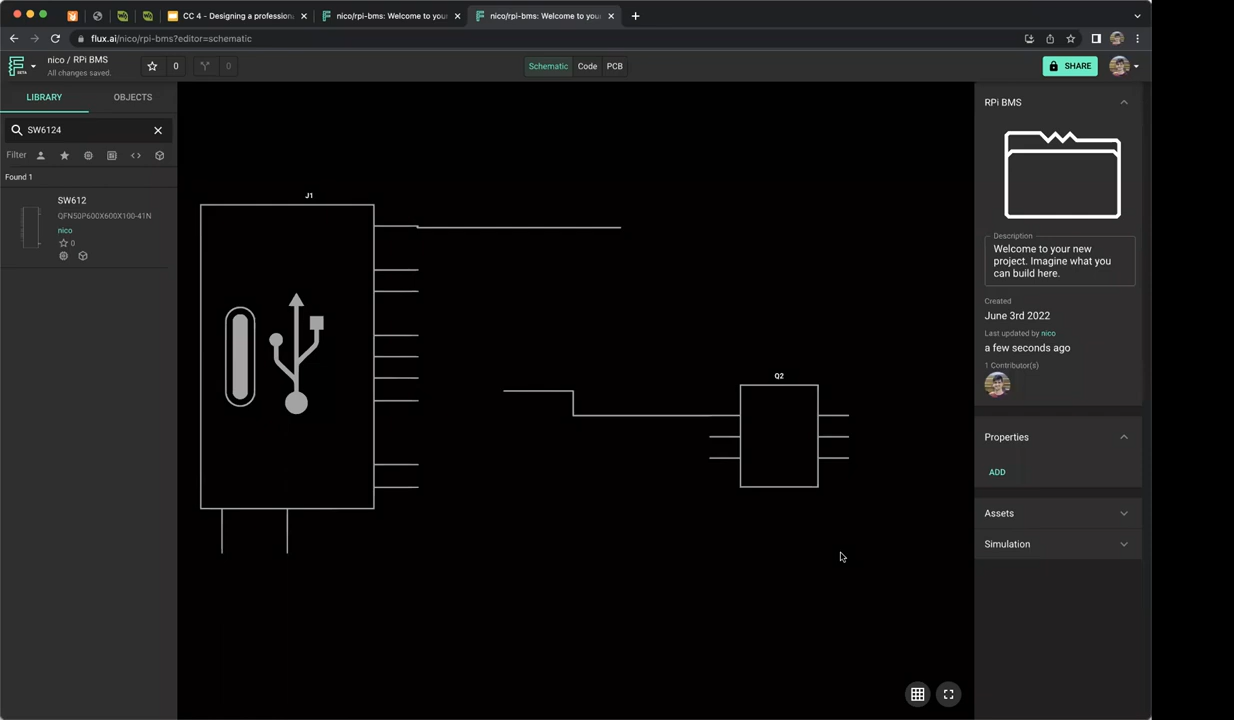 CC 4 - Designing a profession
nico/rpi-bms: Welcome to you
nico/rpi-bms: Welcome to you
flux.ai/nico/rpi-bms?editor=schematic
BETA
nico / RPi BMS
All changes saved.
0
0
Schematic
Code
PCB
SHARE
LIBRARY
OBJECTS
SW6124
Filter
Found 1
SW612
QFN50P600X600X100-41N
nico
0
J1
Q2
RPi BMS
Description
Welcome to your new
project. Imagine what you
can build here.
Created
June 3rd 2022
Last updated by nico
a few seconds ago
1 Contributor(s)
Properties
ADD
Assets
Simulation